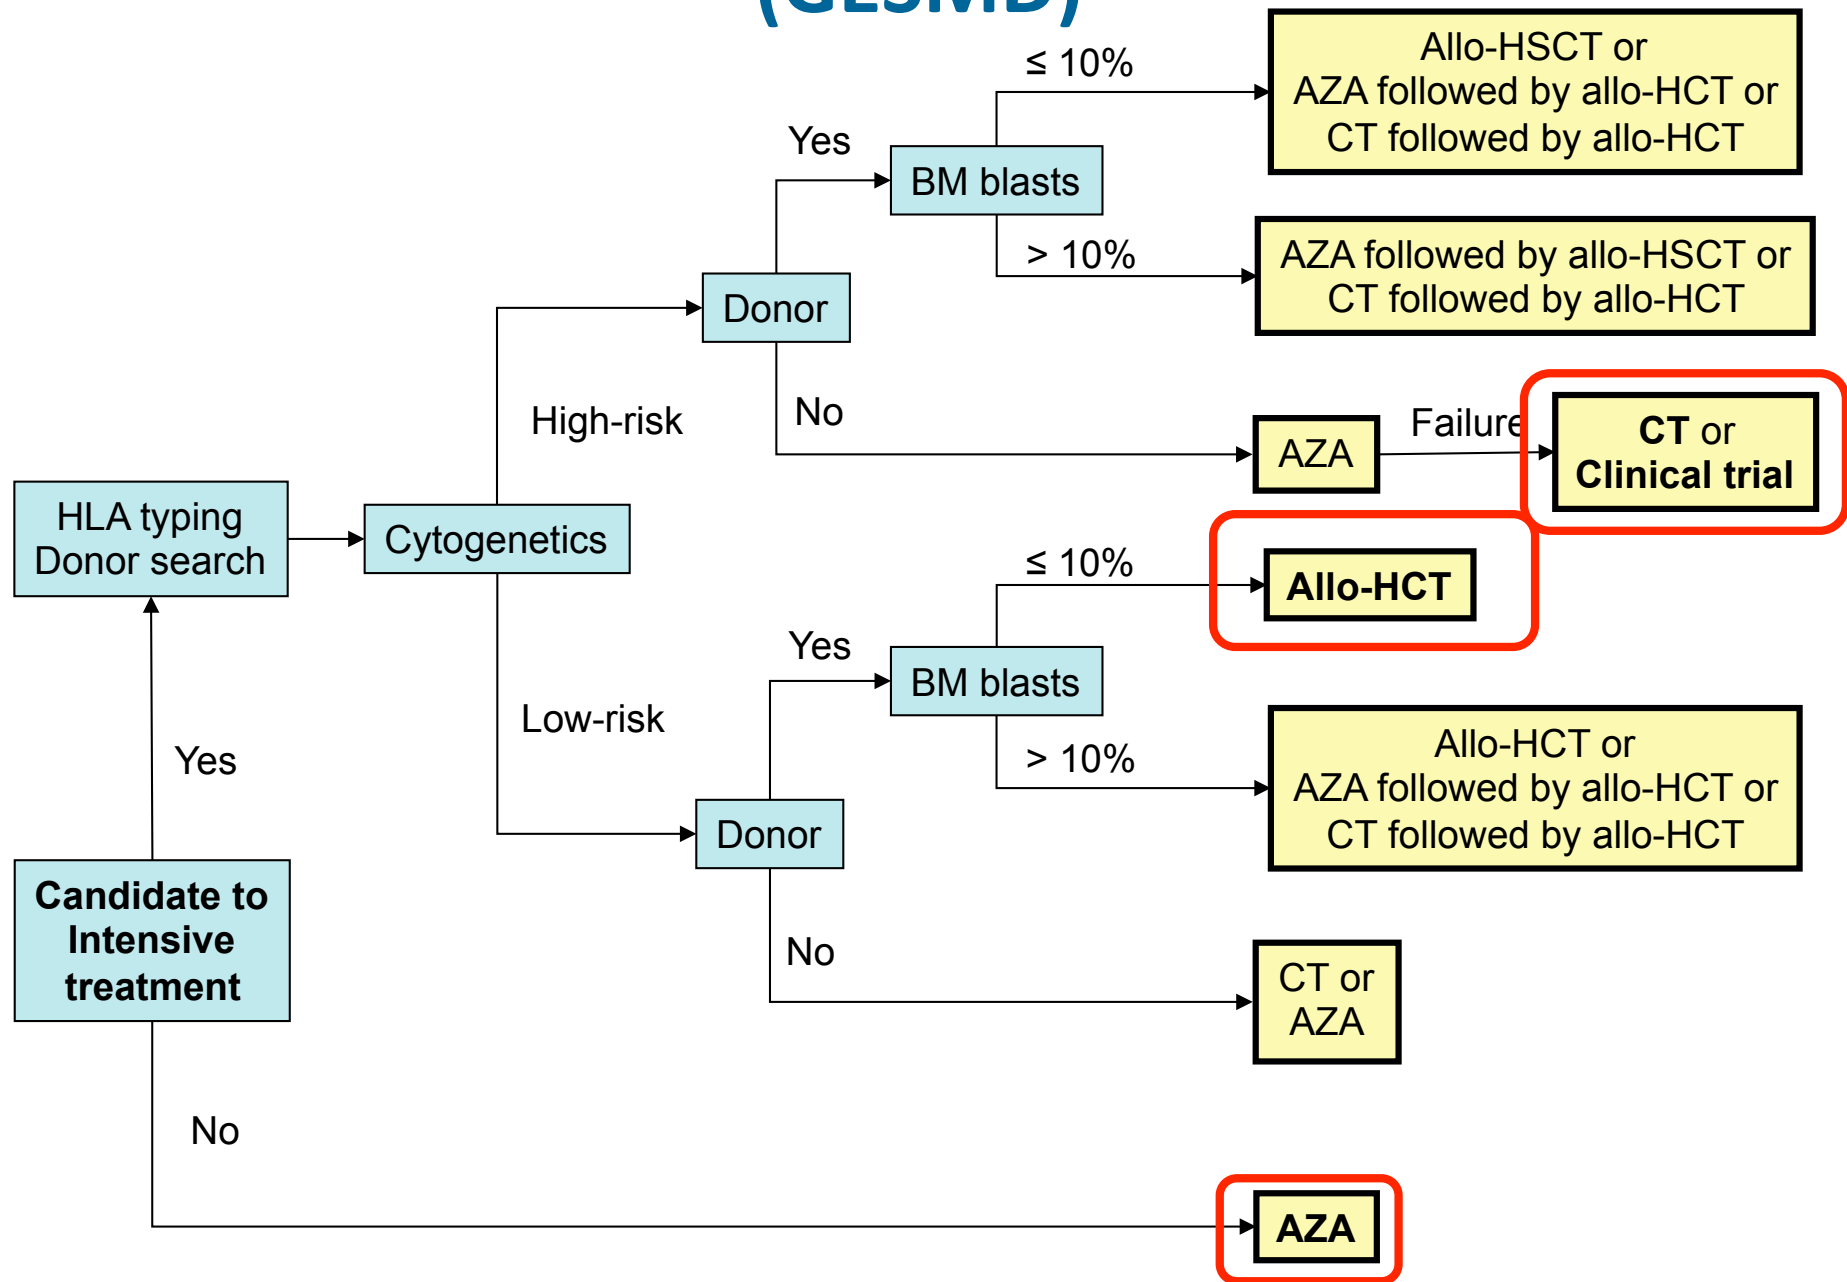 (GESMD)
≤ 10%
Allo-HSCT or
AZA followed by allo-HCT or
CT followed by allo-HCT
Yes
BM blasts
> 10%
AZA followed by allo-HSCT or
CT followed by allo-HCT
Donor
High-risk
No
AZA
Failure
CT or
Clinical trial
HLA typing
Donor search
Cytogenetics
≤ 10%
Allo-HCT
Yes
BM blasts
Low-risk
> 10%
Allo-HCT or
AZA followed by allo-HCT or
CT followed by allo-HCT
Yes
Donor
Candidate to
Intensive
treatment
No
CT or
AZA
No
AZA